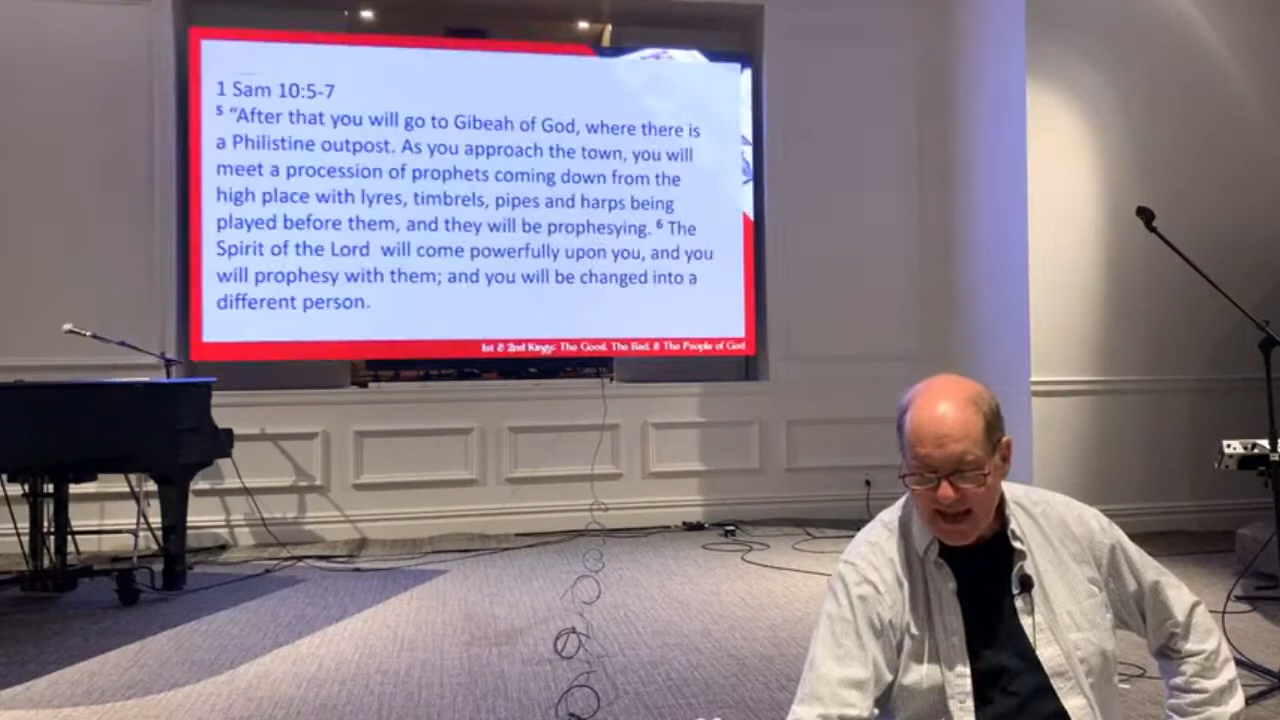 1 Sam 10:5-7
⁵ “After that you will go to Gibeah of God, where there is
a Philistine outpost. As you approach the town, you will
meet a procession of prophets coming down from the
high place with lyres, timbrels, pipes and harps being
played before them, and they will be prophesying. ⁶ The
Spirit of the Lord  will come powerfully upon you, and you
will prophesy with them; and you will be changed into a
different person.
1st & 2nd Kings: The Good, The Bad, & The People of God